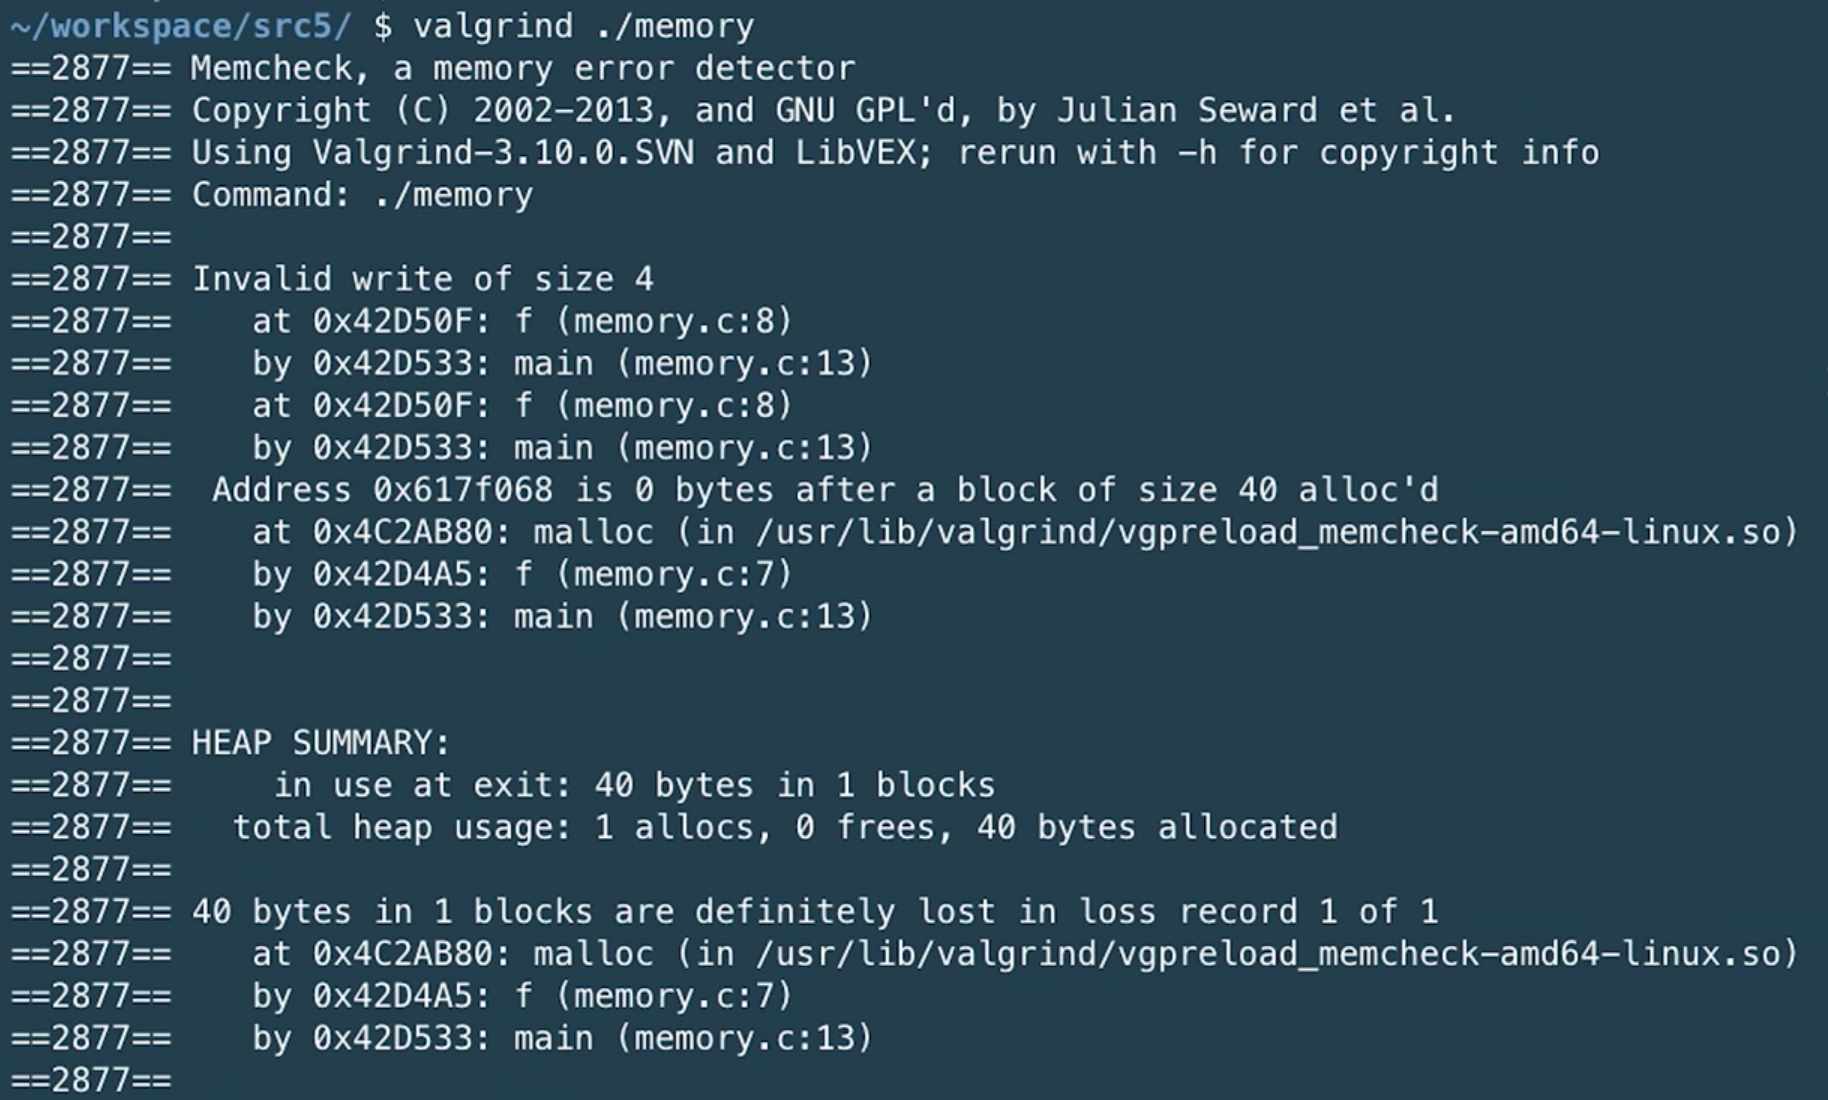 ~/workspace/src5/ $ valgrind ./memory
==2877== Memcheck, a memory error detector
==2877== Copyright (C) 2002-2013, and GNU GPL'd, by Julian Seward et al.
==2877== Using Valgrind-3.10.0.SVN and LibVEX; rerun with -h for copyright info
==2877== Command: ./memory
==2877==
==2877== Invalid write of size 4
==2877==    at 0x42D50F: f (memory.c:8)
==2877==    by 0x42D533: main (memory.c:13)
==2877==    at 0x42D50F: f (memory.c:8)
==2877==    by 0x42D533: main (memory.c:13)
==2877==  Address 0x617f068 is 0 bytes after a block of size 40 alloc'd
==2877==    at 0x4C2AB80: malloc (in /usr/lib/valgrind/vgpreload_memcheck-amd64-linux.so)
==2877==    by 0x42D4A5: f (memory.c:7)
==2877==    by 0x42D533: main (memory.c:13)
==2877==
==2877==
==2877== HEAP SUMMARY:
==2877==     in use at exit: 40 bytes in 1 blocks
==2877==   total heap usage: 1 allocs, 0 frees, 40 bytes allocated
==2877==
==2877== 40 bytes in 1 blocks are definitely lost in loss record 1 of 1
==2877==    at 0x4C2AB80: malloc (in /usr/lib/valgrind/vgpreload_memcheck-amd64-linux.so)
==2877==    by 0x42D4A5: f (memory.c:7)
==2877==    by 0x42D533: main (memory.c:13)
==2877==